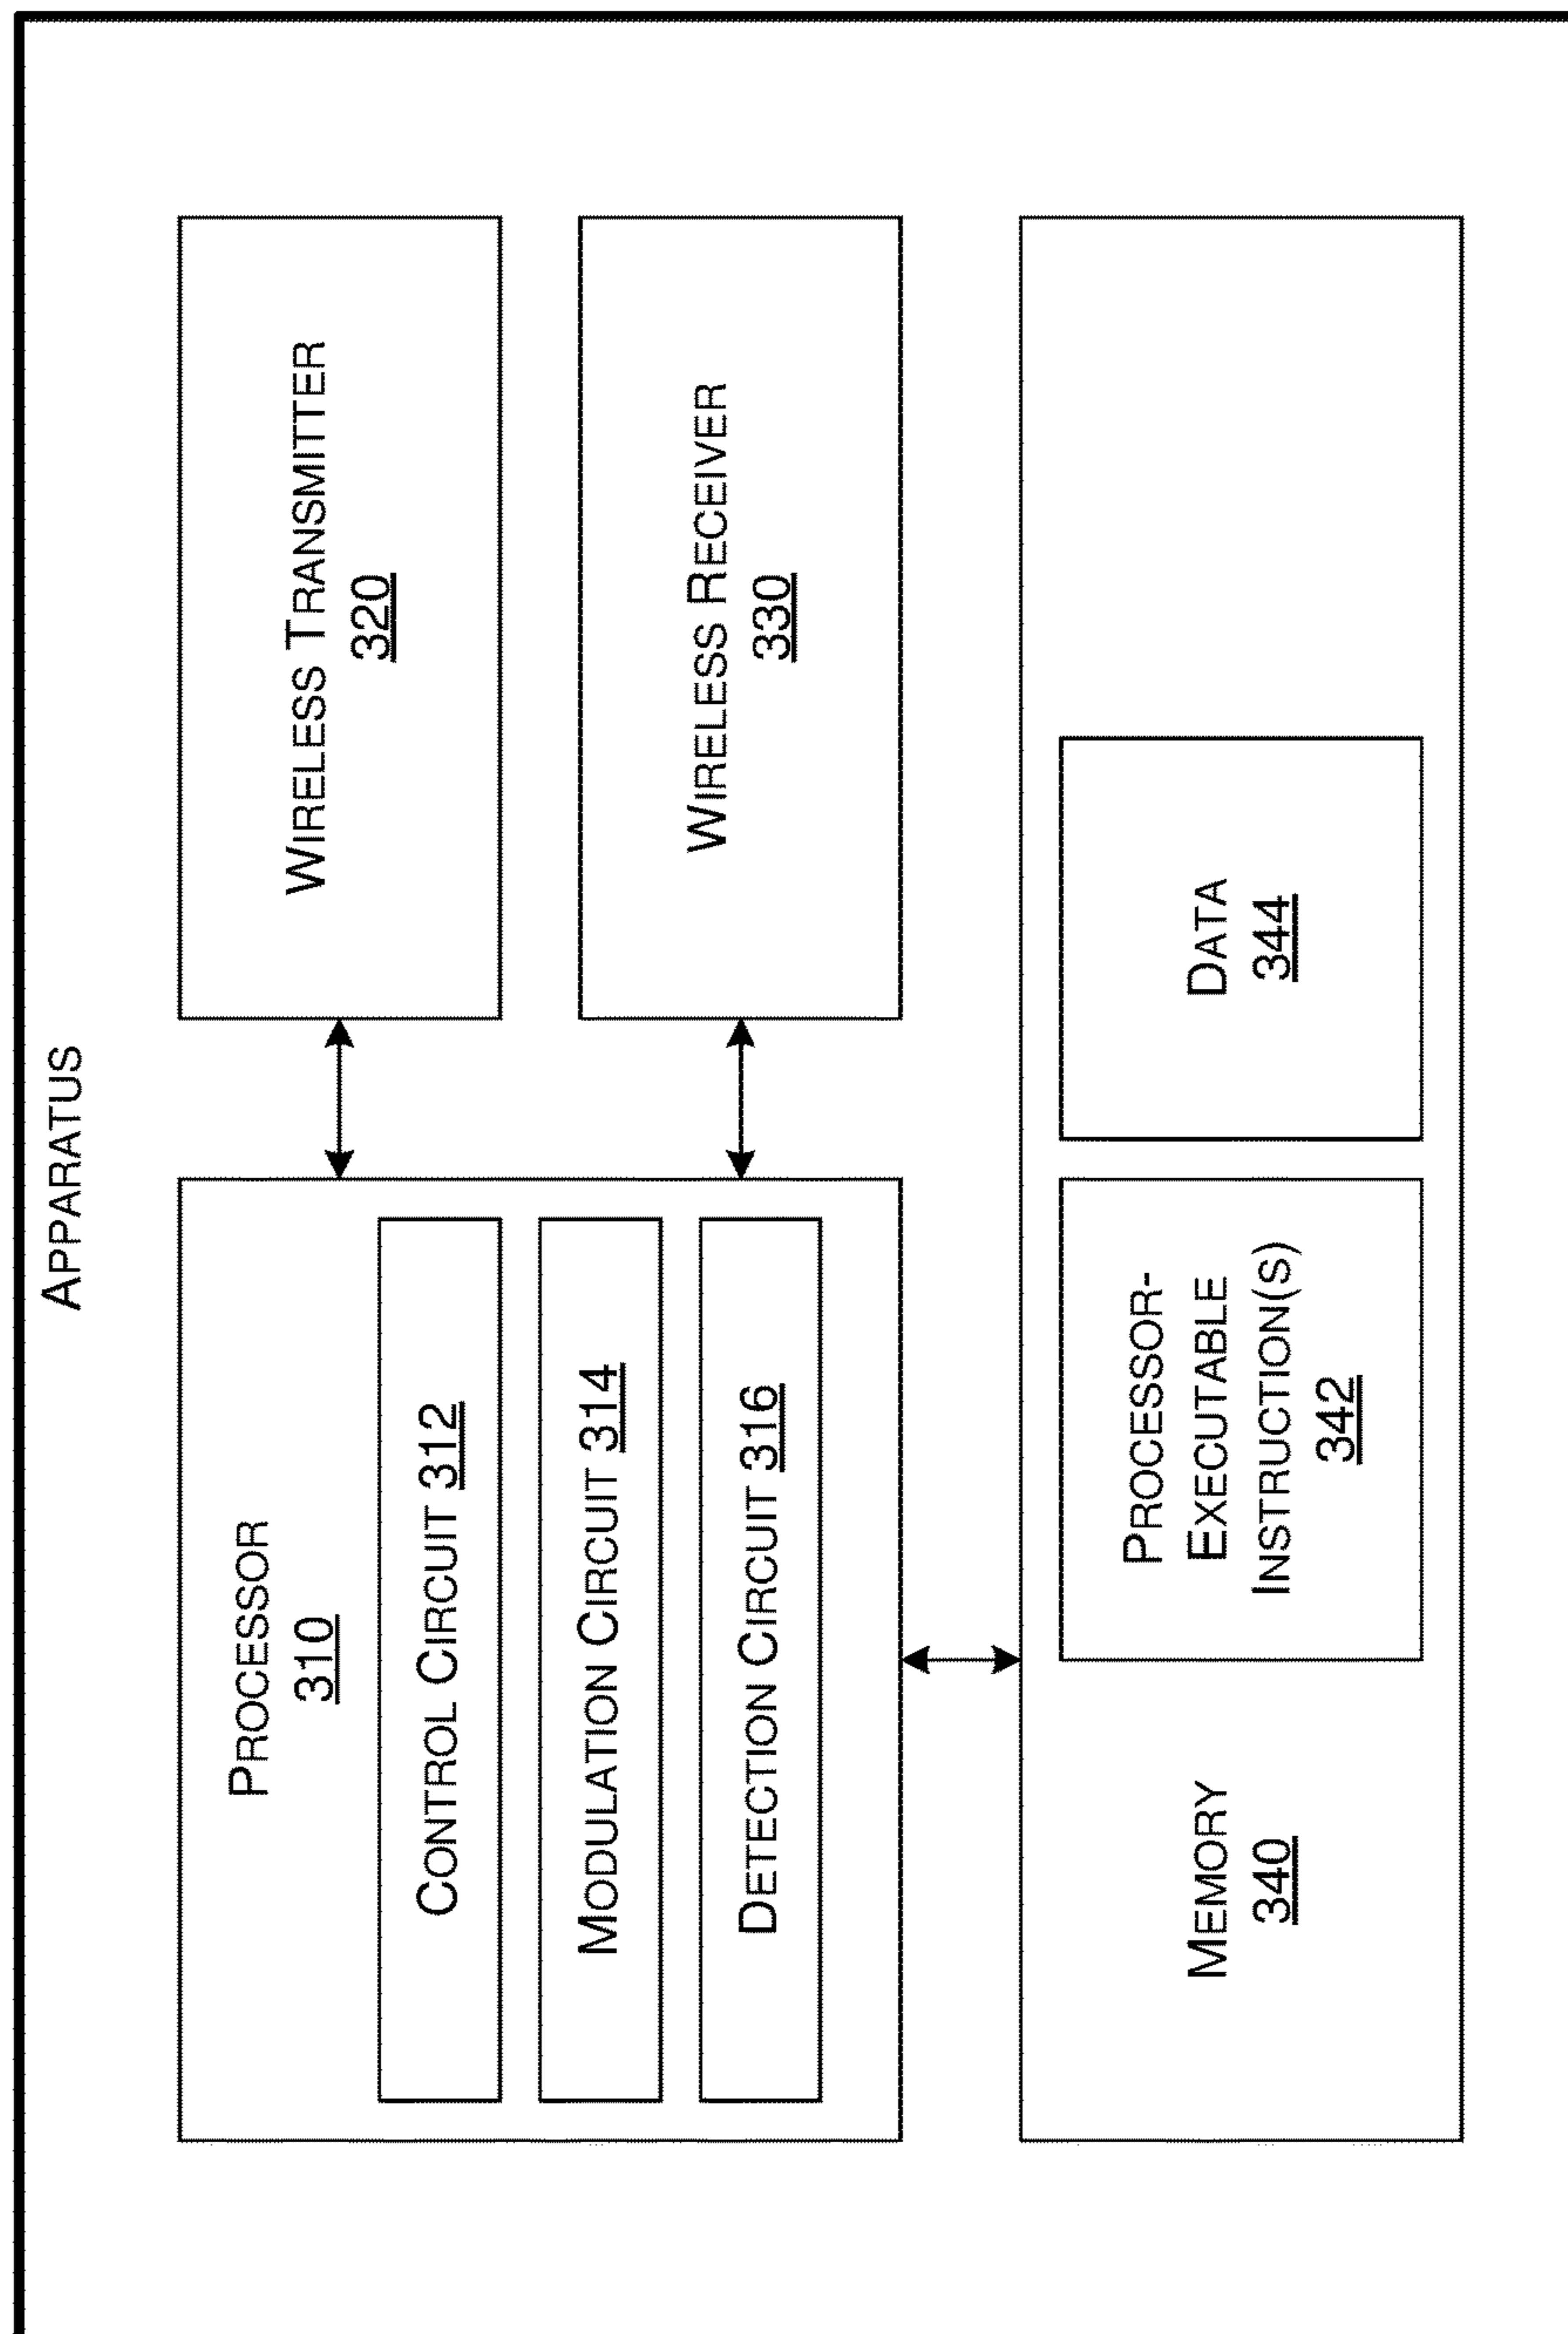 APPARATUS
PROCESSOR
310
CONTROL CIRCUIT 312
MODULATION CIRCUIT 314
DETECTION CIRCUIT 316
WIRELESS TRANSMITTER
320
WIRELESS RECEIVER
330
MEMORY
340
PROCESSOR-
EXECUTABLE
INSTRUCTION(S)
342
DATA
344